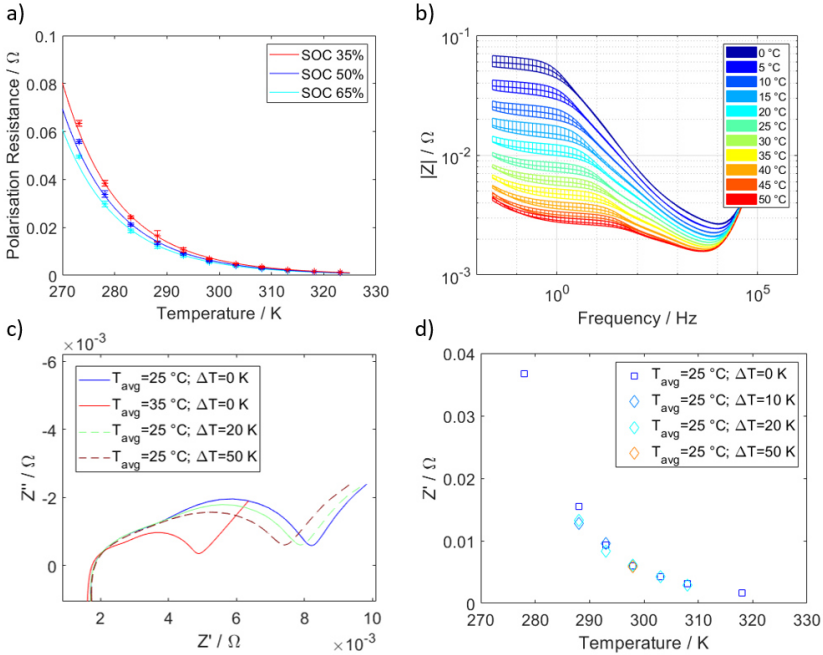 a)
0.1
0.08
0.06
0.04
0.02
0
Polarisation Resistance / Ω
SOC 35%
SOC 50%
SOC 65%
270 280 290 300 310 320 330
Temperature / K
b)
10⁻¹
10⁻²
10⁻³
|Z| / Ω
0 °C
5 °C
10 °C
15 °C
20 °C
25 °C
30 °C
35 °C
40 °C
45 °C
50 °C
10⁰ 10⁵
Frequency / Hz
c)
×10⁻³
-6
-4
-2
0
Z'' / Ω
T_avg=25 °C; ΔT=0 K
T_avg=35 °C; ΔT=0 K
T_avg=25 °C; ΔT=20 K
T_avg=25 °C; ΔT=50 K
2 4 6 8 10
Z' / Ω
×10⁻³
d)
0.04
0.03
0.02
0.01
0
Z' / Ω
T_avg=25 °C; ΔT=0 K
T_avg=25 °C; ΔT=10 K
T_avg=25 °C; ΔT=20 K
T_avg=25 °C; ΔT=50 K
270 280 290 300 310 320 330
Temperature / K